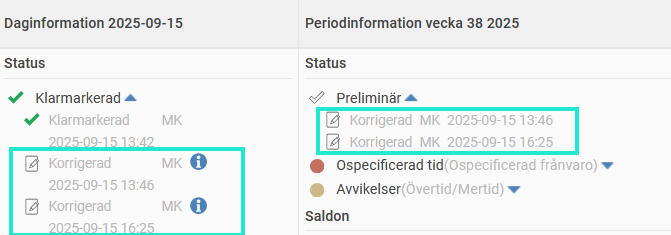 Daginformation 2025-09-15
Status
Klarmarkerad
Klarmarkerad MK
2025-09-15 13:42
Korrigerad MK
2025-09-15 13:46
Korrigerad MK
2025-09-15 16:25
Periodinformation vecka 38 2025
Status
Preliminär
Korrigerad MK 2025-09-15 13:46
Korrigerad MK 2025-09-15 16:25
Ospecificerad tid(Ospecificerad frånvaro)
Avvikelser(Övertid/Mertid)
Saldon